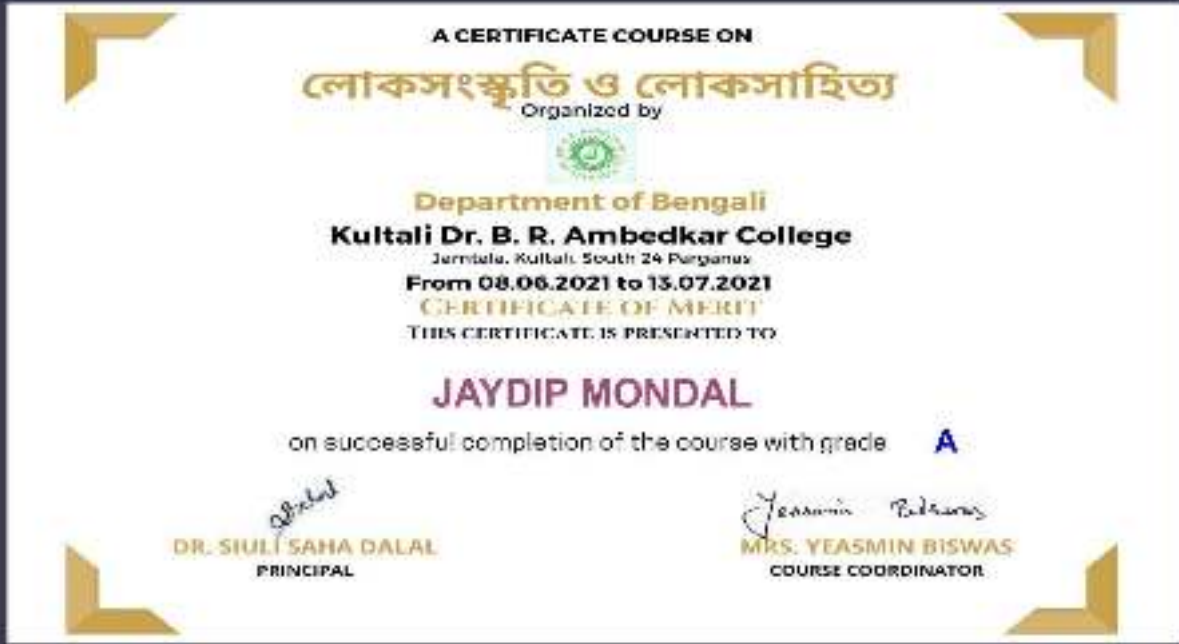 A CERTIFICATE COURSE ON
লোকসংস্কৃতি ও লোকসাহিত্য
Organized by
Department of Bengali
Kultali Dr. B. R. Ambedkar College
Jamtala, Kultali, South 24 Parganas
From 08.06.2021 to 13.07.2021
CERTIFICATE OF MERIT
THIS CERTIFICATE IS PRESENTED TO
JAYDIP MONDAL
on successful completion of the course with grade A
Yeasmin Biswas
DR. SIULI SAHA DALAL
MRS. YEASMIN BISWAS
PRINCIPAL
COURSE COORDINATOR